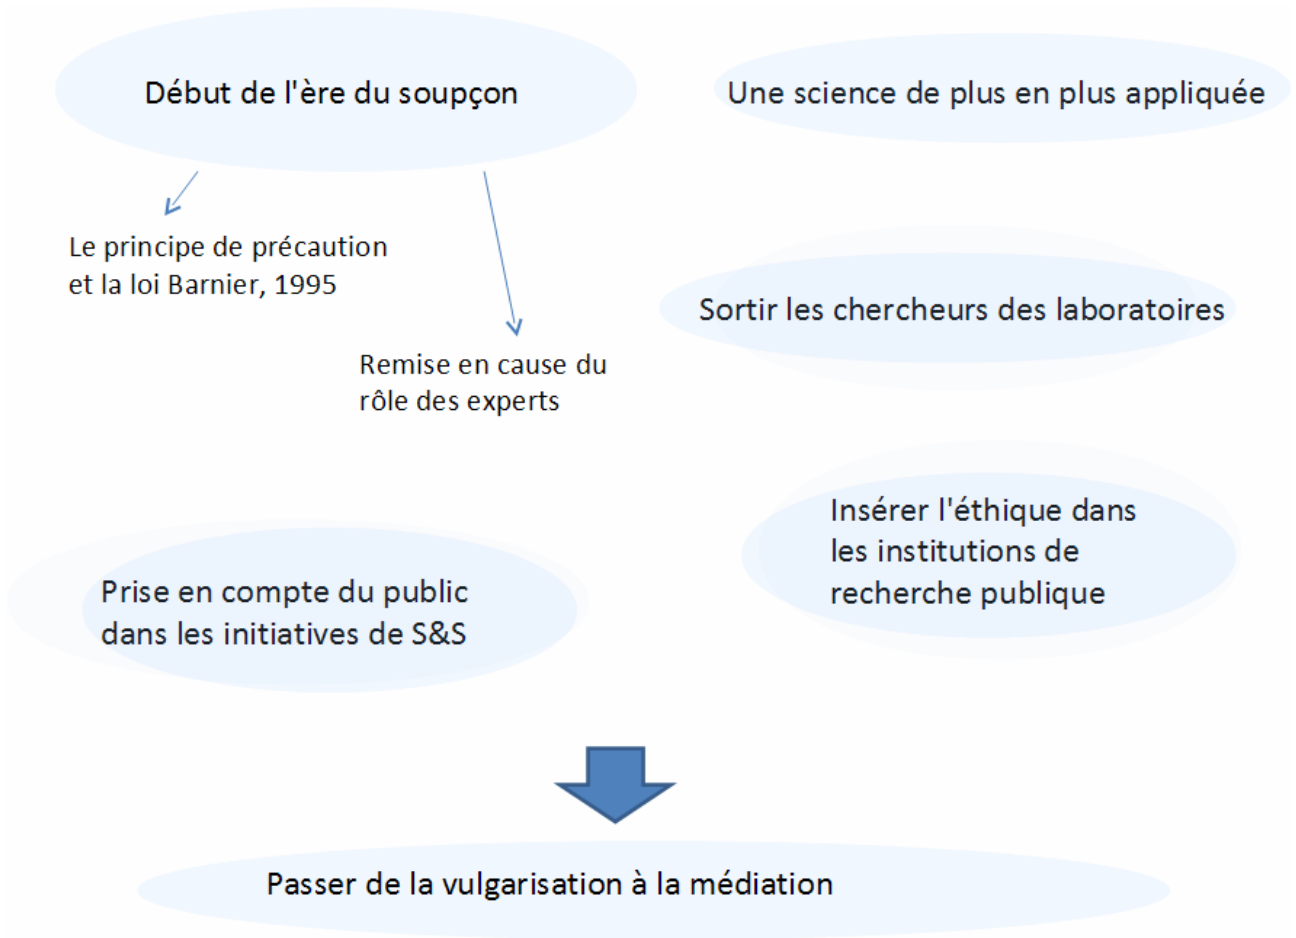 Début de l'ère du soupçon
Une science de plus en plus appliquée
Le principe de précaution
et la loi Barnier, 1995
Sortir les chercheurs des laboratoires
Remise en cause du
rôle des experts
Insérer l'éthique dans
les institutions de
recherche publique
Prise en compte du public
dans les initiatives de S&S
Passer de la vulgarisation à la médiation